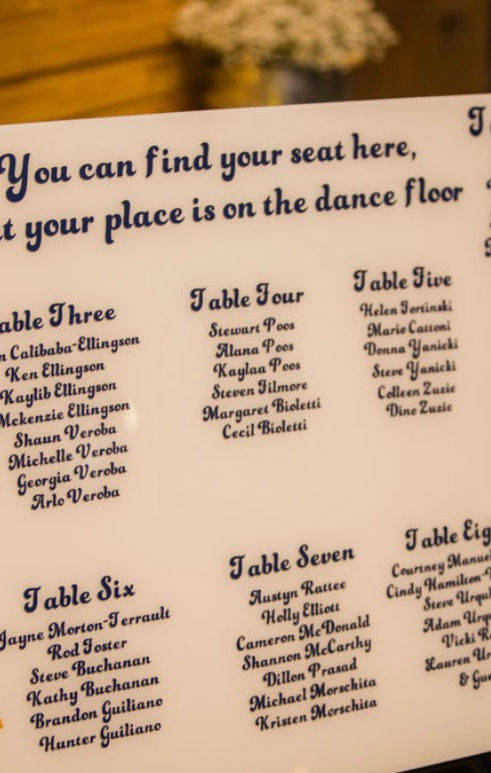 You can find your seat here,
t your place is on the dance floor
able Three
n Calibaba-Ellingson
Ken Ellingson
Kaylib Ellingson
Mckenzie Ellingson
Shaun Veroba
Michelle Veroba
Georgia Veroba
Arlo Veroba
Table Four
Stewart Poos
Alana Poos
Kaylaa Poos
Steven Filmore
Margaret Bioletti
Cecil Bioletti
Table Five
Helen Fortinski
Mario Cattoni
Donna Yanicki
Steve Yanicki
Colleen Zuzic
Dino Zuzic
Table Six
Jayne Morton-Terrault
Rod Foster
Steve Buchanan
Kathy Buchanan
Brandon Guiliano
Hunter Guiliano
Table Seven
Austyn Rattee
Holly Elliott
Cameron McDonald
Shannon McCarthy
Dillon Prasad
Michael Morschita
Kristen Morschita
Table Eig
Courtney Manue
Cindy Hamilton-
Steve Urqu
Adam Urq
Vicki R
Lauren Ur
& Gue